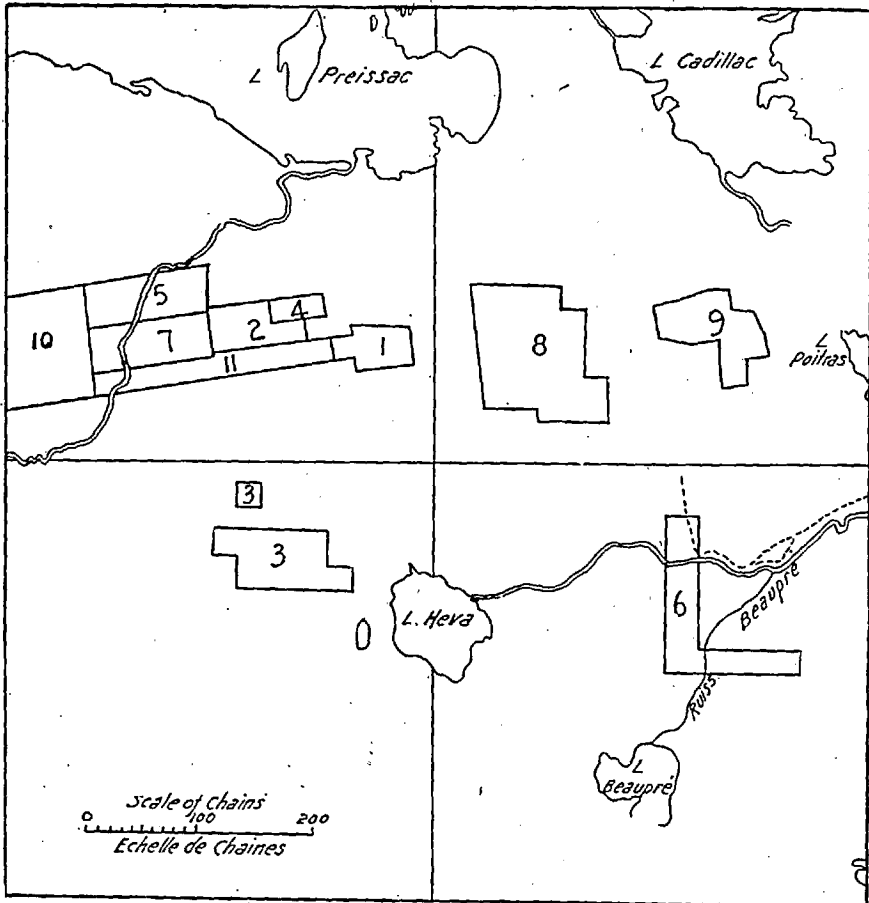 L Preissac
L Cadillac
5
4
10
7
2
11
1
8
9
L
Poitras
3
3
L. Heva
6
Beaupré
Ruiss.
L
Beaupré
Scale of Chains
0 100 200
Echelle de Chaines